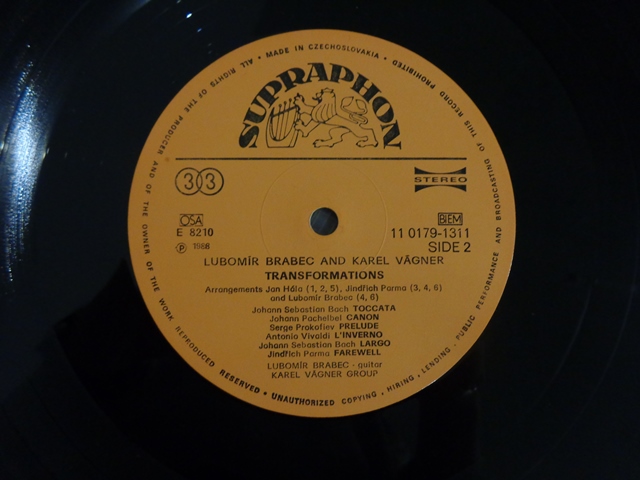 ALL RIGHTS OF THE PRODUCER AND OF THE OWNER OF THE WORK REPRODUCED RESERVED • UNAUTHORIZED COPYING, HIRING, LENDING, PUBLIC PERFORMANCE AND BROADCASTING OF THIS RECORD PROHIBITED
• MADE IN CZECHOSLOVAKIA •
SUPRAPHON
33
STEREO
OSA
BIEM
E 8210
11 0179-1311
Ⓟ 1988
SIDE 2
LUBOMÍR BRABEC AND KAREL VÁGNER
TRANSFORMATIONS
Arrangements Jan Hála (1, 2, 5), Jindřich Parma (3, 4, 6)
and Lubomír Brabec (4, 6)
Johann Sebastian Bach TOCCATA
Johann Pachelbel CANON
Serge Prokofiev PRELUDE
Antonio Vivaldi L'INVERNO
Johann Sebastian Bach LARGO
Jindřich Parma FAREWELL
LUBOMÍR BRABEC - guitar
KAREL VÁGNER GROUP